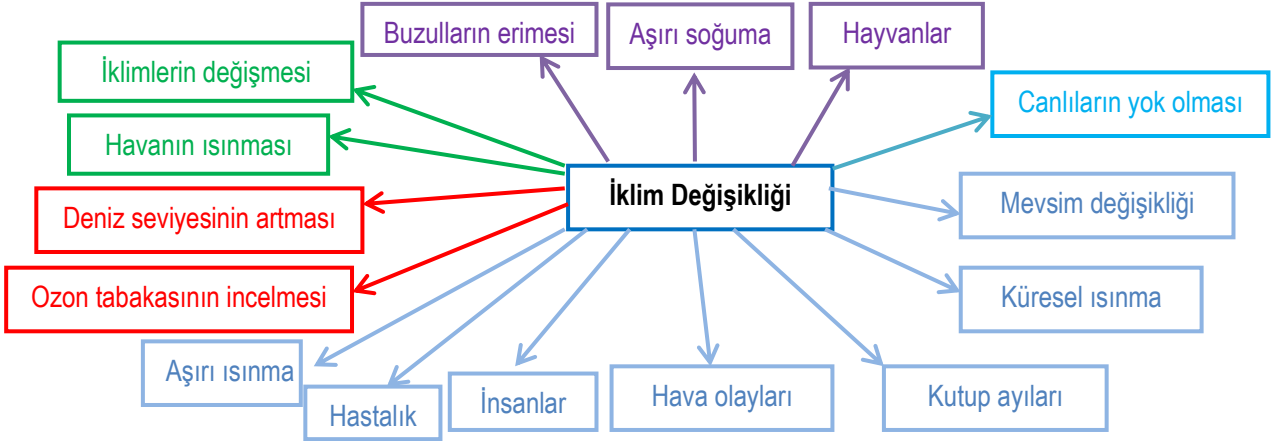 Buzulların erimesi
Aşırı soğuma
Hayvanlar
İklimlerin değişmesi
Canlıların yok olması
Havanın ısınması
İklim Değişikliği
Mevsim değişikliği
Deniz seviyesinin artması
Ozon tabakasının incelmesi
Küresel ısınma
Aşırı ısınma
Hastalık
İnsanlar
Hava olayları
Kutup ayıları